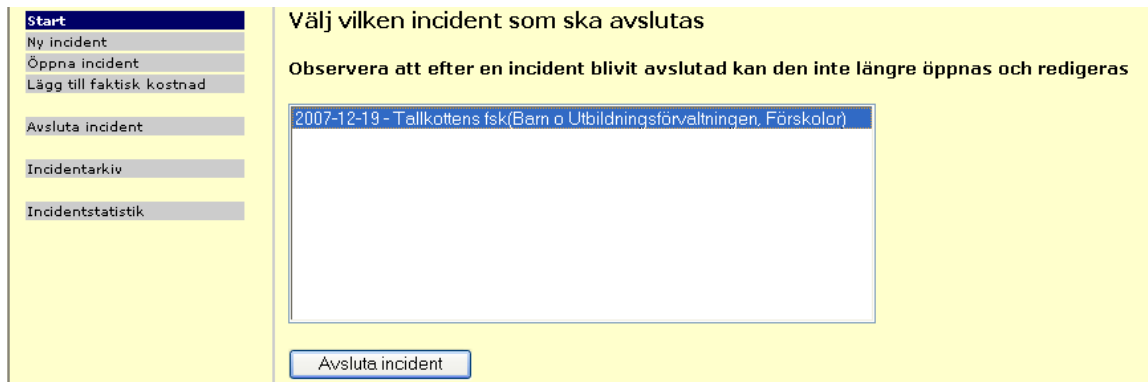 Start
Ny incident
Öppna incident
Lägg till faktisk kostnad
Avsluta incident
Incidentarkiv
Incidentstatistik
Välj vilken incident som ska avslutas
Observera att efter en incident blivit avslutad kan den inte längre öppnas och redigeras
2007-12-19 - Tallkottens fsk(Barn o Utbildningsförvaltningen, Förskolor)
Avsluta incident